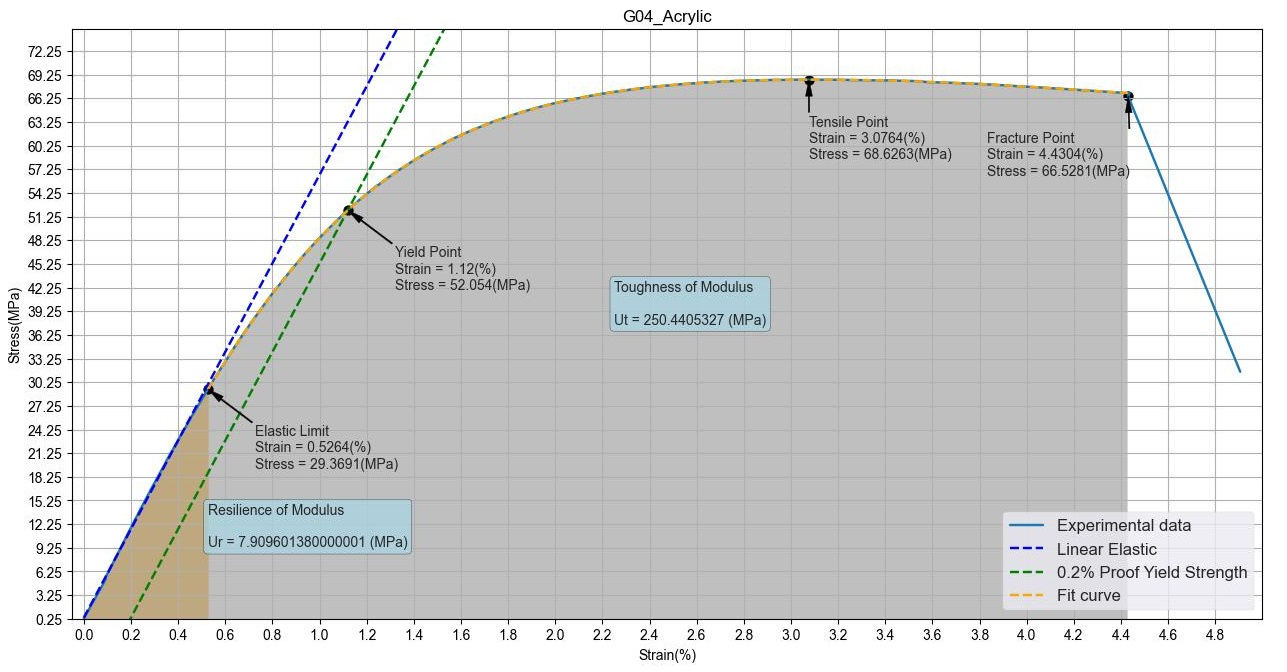 G04_Acrylic
72.25
69.25
66.25
63.25
60.25
57.25
54.25
51.25
48.25
45.25
42.25
39.25
36.25
33.25
30.25
27.25
24.25
21.25
18.25
15.25
12.25
9.25
6.25
3.25
0.25
Stress(MPa)
Tensile Point
Strain = 3.0764(%)
Stress = 68.6263(MPa)
Fracture Point
Strain = 4.4304(%)
Stress = 66.5281(MPa)
Yield Point
Strain = 1.12(%)
Stress = 52.054(MPa)
Toughness of Modulus
Ut = 250.4405327 (MPa)
Elastic Limit
Strain = 0.5264(%)
Stress = 29.3691(MPa)
Resilience of Modulus
Ur = 7.909601380000001 (MPa)
Experimental data
Linear Elastic
0.2% Proof Yield Strength
Fit curve
0.0 0.2 0.4 0.6 0.8 1.0 1.2 1.4 1.6 1.8 2.0 2.2 2.4 2.6 2.8 3.0 3.2 3.4 3.6 3.8 4.0 4.2 4.4 4.6 4.8
Strain(%)